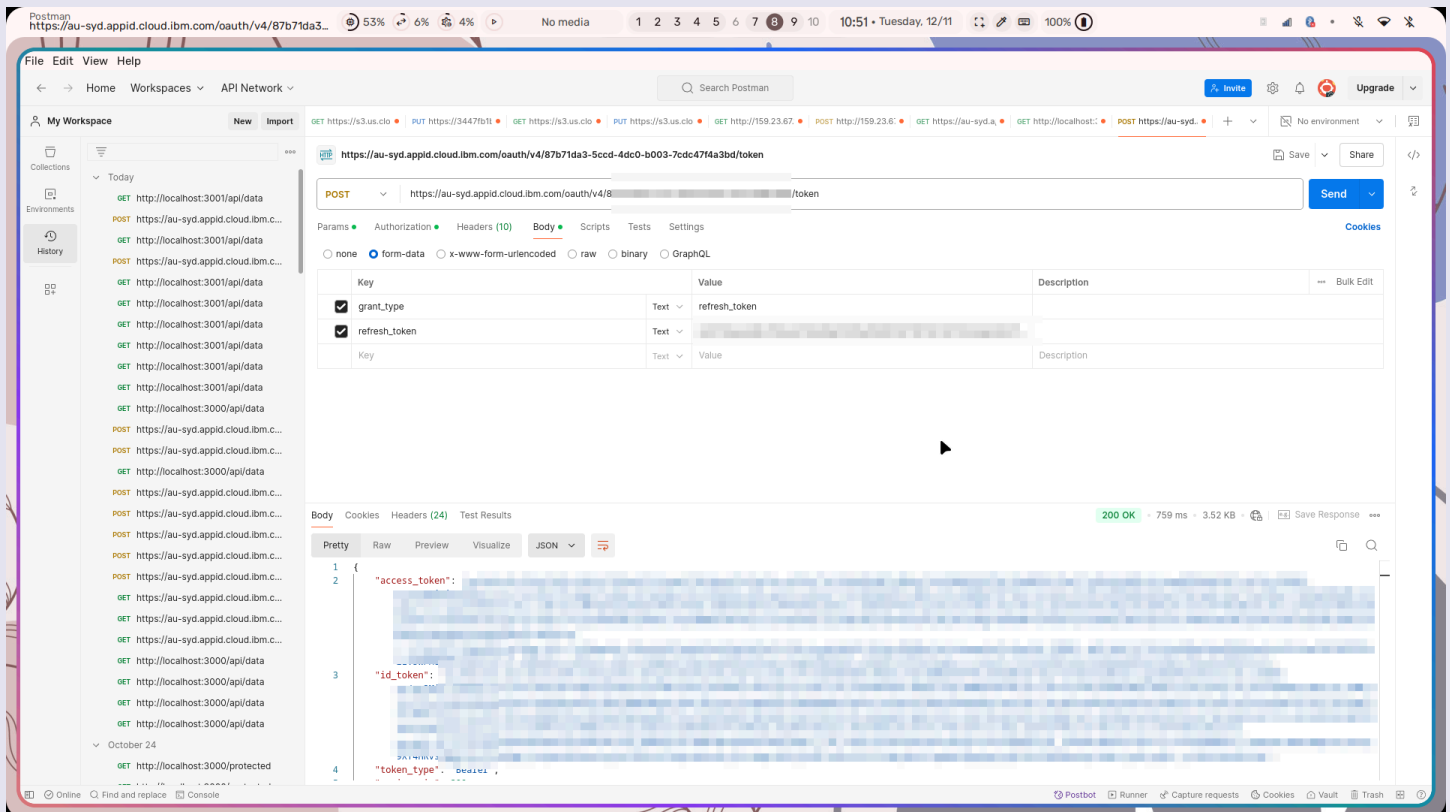 Postman
https://au-syd.appid.cloud.ibm.com/oauth/v4/87b71da3...
53% 6% 4% No media 1 2 3 4 5 6 7 8 9 10 10:51 • Tuesday, 12/11 100%
File Edit View Help
Home Workspaces API Network Search Postman Invite Upgrade
My Workspace New Import
GET https://s3.us.clo PUT https://3447fb1t GET https://s3.us.clo PUT https://s3.us.clo GET http://159.23.67. POST http://159.23.6: GET https://au-syd.a, GET http://localhost: POST https://au-syd.. No environment
Collections
Environments
History
HTTP https://au-syd.appid.cloud.ibm.com/oauth/v4/87b71da3-5ccd-4dc0-b003-7cdc47f4a3bd/token Save Share
POST https://au-syd.appid.cloud.ibm.com/oauth/v4/8 /token Send
Params Authorization Headers (10) Body Scripts Tests Settings Cookies
none form-data x-www-form-urlencoded raw binary GraphQL
Key Value Description Bulk Edit
grant_type Text refresh_token
refresh_token Text
Key Text Value Description
Today
GET http://localhost:3001/api/data
POST https://au-syd.appid.cloud.ibm.c...
GET http://localhost:3001/api/data
POST https://au-syd.appid.cloud.ibm.c...
GET http://localhost:3001/api/data
GET http://localhost:3001/api/data
GET http://localhost:3001/api/data
GET http://localhost:3001/api/data
GET http://localhost:3001/api/data
GET http://localhost:3001/api/data
GET http://localhost:3000/api/data
POST https://au-syd.appid.cloud.ibm.c...
POST https://au-syd.appid.cloud.ibm.c...
GET http://localhost:3000/api/data
POST https://au-syd.appid.cloud.ibm.c...
POST https://au-syd.appid.cloud.ibm.c...
POST https://au-syd.appid.cloud.ibm.c...
POST https://au-syd.appid.cloud.ibm.c...
POST https://au-syd.appid.cloud.ibm.c...
GET https://au-syd.appid.cloud.ibm.c...
GET https://au-syd.appid.cloud.ibm.c...
GET https://au-syd.appid.cloud.ibm.c...
GET http://localhost:3000/api/data
GET http://localhost:3000/api/data
GET http://localhost:3000/api/data
GET http://localhost:3000/api/data
October 24
GET http://localhost:3000/protected
Body Cookies Headers (24) Test Results 200 OK • 759 ms • 3.52 KB • Save Response
Pretty Raw Preview Visualize JSON
1 {
2 "access_token":
3 "id_token":
4 "token_type": "Bearer",
Online Find and replace Console Postbot Runner Capture requests Cookies Vault Trash